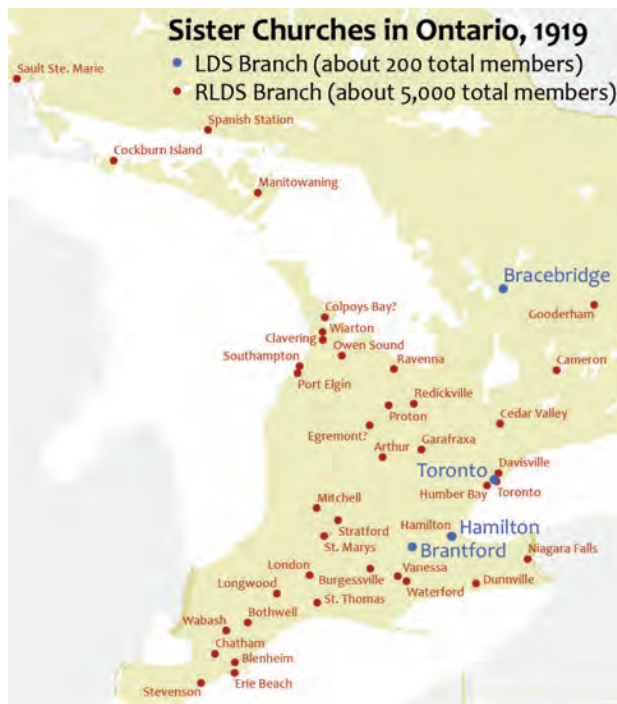 Sister Churches in Ontario, 1919
LDS Branch (about 200 total members)
RLDS Branch (about 5,000 total members)
Sault Ste. Marie
Spanish Station
Cockburn Island
Manitowaning
Bracebridge
Gooderham
Colpoys Bay?
Wiarton
Clavering
Owen Sound
Southampton
Ravenna
Cameron
Port Elgin
Redickville
Proton
Cedar Valley
Egremont?
Garafraxa
Arthur
Davisville
Toronto
Humber Bay
Toronto
Mitchell
Stratford
Hamilton
Hamilton
St. Marys
Brantford
Niagara Falls
London
Burgessville
Vanessa
Longwood
Waterford
Dunnville
St. Thomas
Bothwell
Wabash
Chatham
Blenheim
Stevenson
Erie Beach